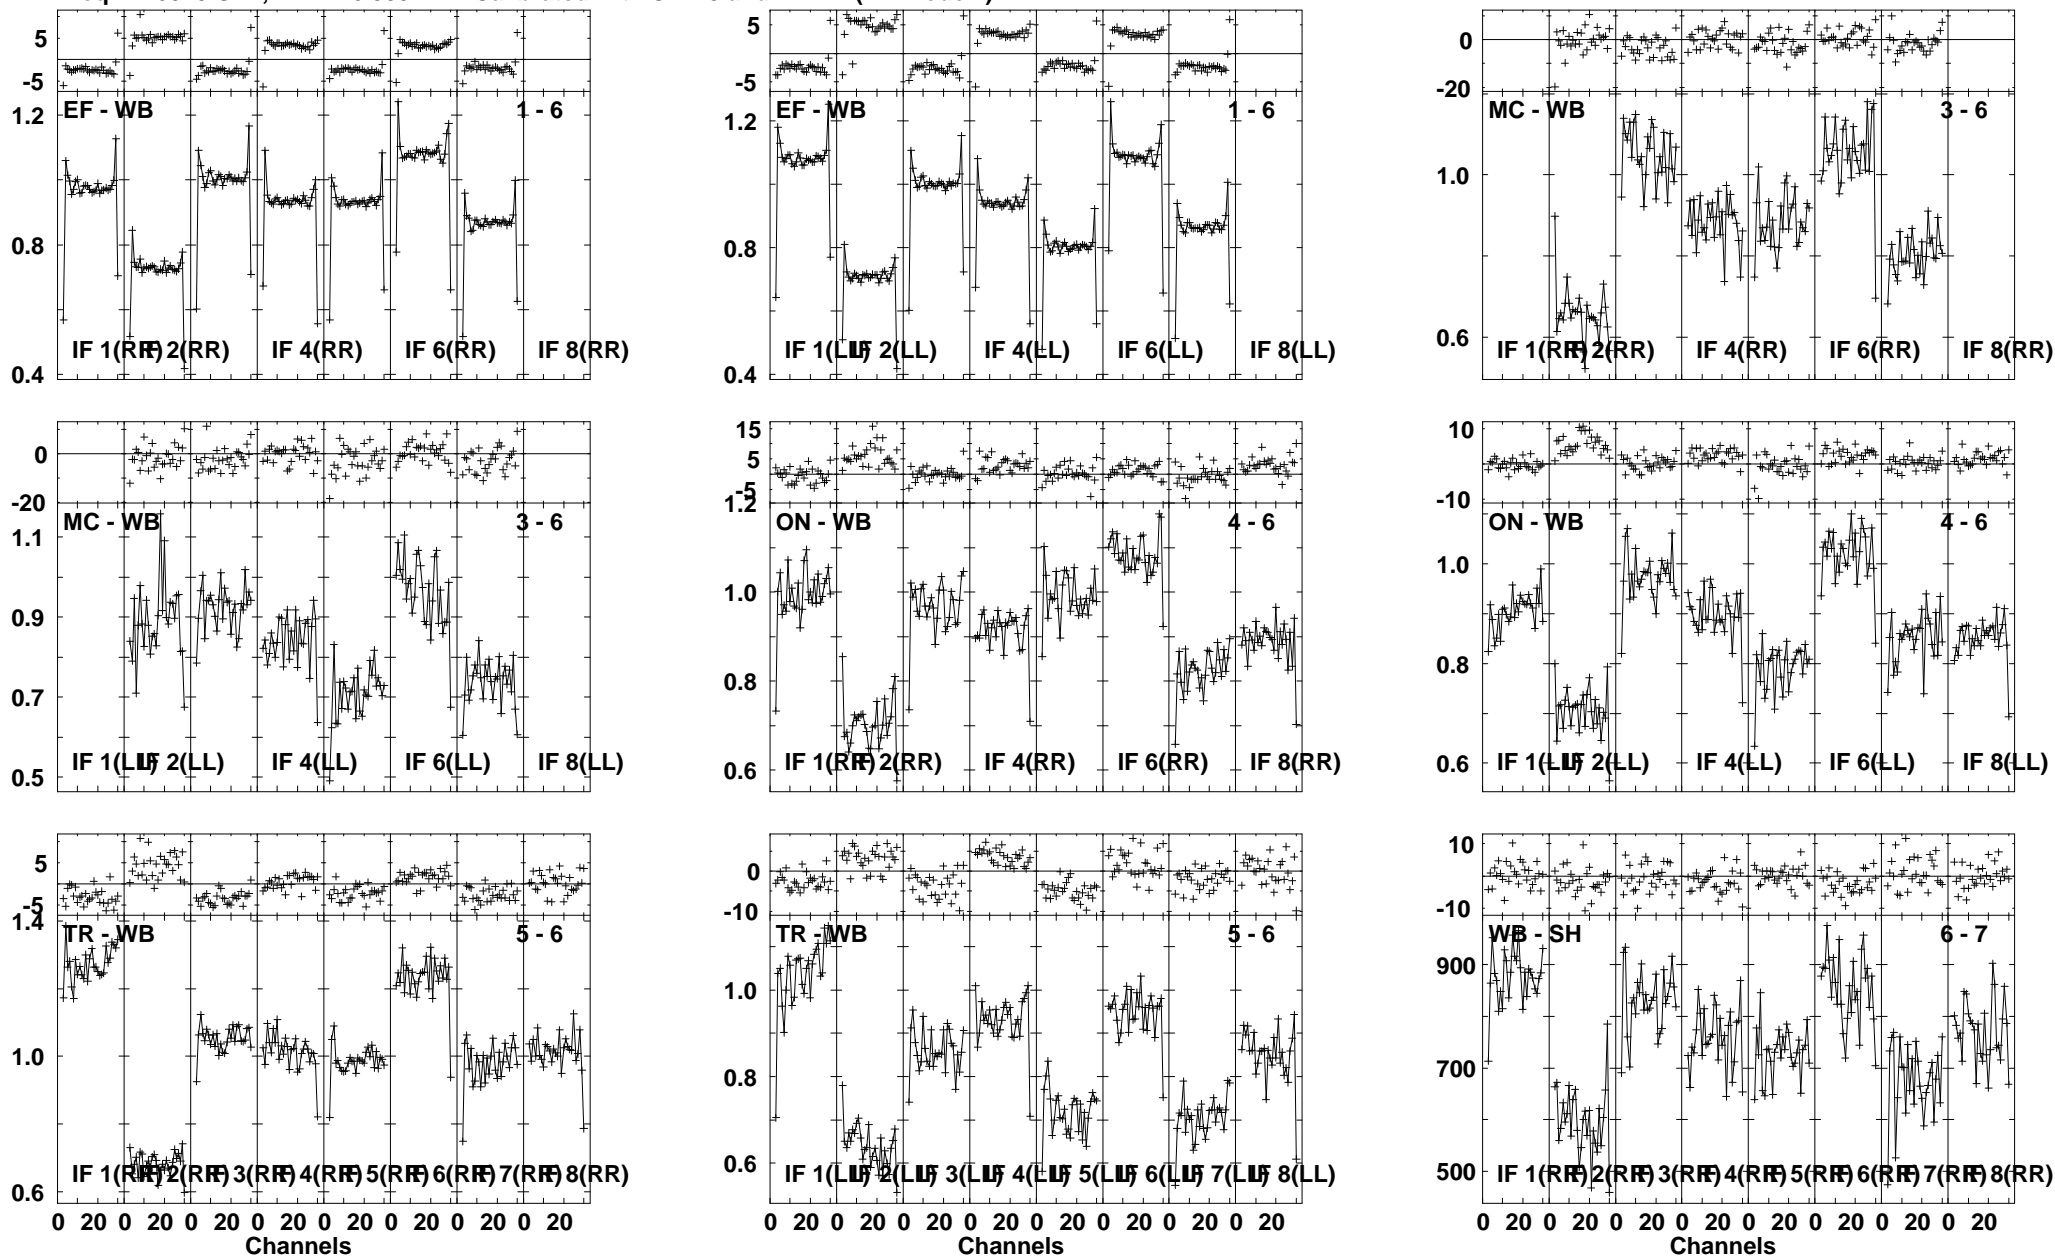 5 -5 1.2 0.8 0.4
EF - WB 1 - 6
IF 1(RR) IF 2(RR) IF 4(RR) IF 6(RR) IF 8(RR)
5 -5 1.2 0.8 0.4
EF - WB 1 - 6
IF 1(LL) IF 2(LL) IF 4(LL) IF 6(LL) IF 8(LL)
0 -20 1.0 0.6
MC - WB 3 - 6
IF 1(RR) IF 2(RR) IF 4(RR) IF 6(RR) IF 8(RR)
0 -20 1.1 0.9 0.7 0.5
MC - WB 3 - 6
IF 1(LL) IF 2(LL) IF 4(LL) IF 6(LL) IF 8(LL)
15 5 -5 1.2 1.0 0.8 0.6
ON - WB 4 - 6
IF 1(RR) IF 2(RR) IF 4(RR) IF 6(RR) IF 8(RR)
10 -10 1.0 0.8 0.6
ON - WB 4 - 6
IF 1(LL) IF 2(LL) IF 4(LL) IF 6(LL) IF 8(LL)
5 -5 1.4 1.0 0.6
TR - WB 5 - 6
IF 1(RR) IF 2(RR) IF 3(RR) IF 4(RR) IF 5(RR) IF 6(RR) IF 7(RR) IF 8(RR)
0 20 0 20 0 20 0 20 0 20 0 20 0 20 0 20
Channels
0 -10 1.0 0.8 0.6
TR - WB 5 - 6
IF 1(LL) IF 2(LL) IF 3(LL) IF 4(LL) IF 5(LL) IF 6(LL) IF 7(LL) IF 8(LL)
0 20 0 20 0 20 0 20 0 20 0 20 0 20 0 20
Channels
10 -10 900 700 500
WB - SH 6 - 7
IF 1(RR) IF 2(RR) IF 3(RR) IF 4(RR) IF 5(RR) IF 6(RR) IF 7(RR) IF 8(RR)
0 20 0 20 0 20 0 20 0 20 0 20 0 20 0 20
Channels